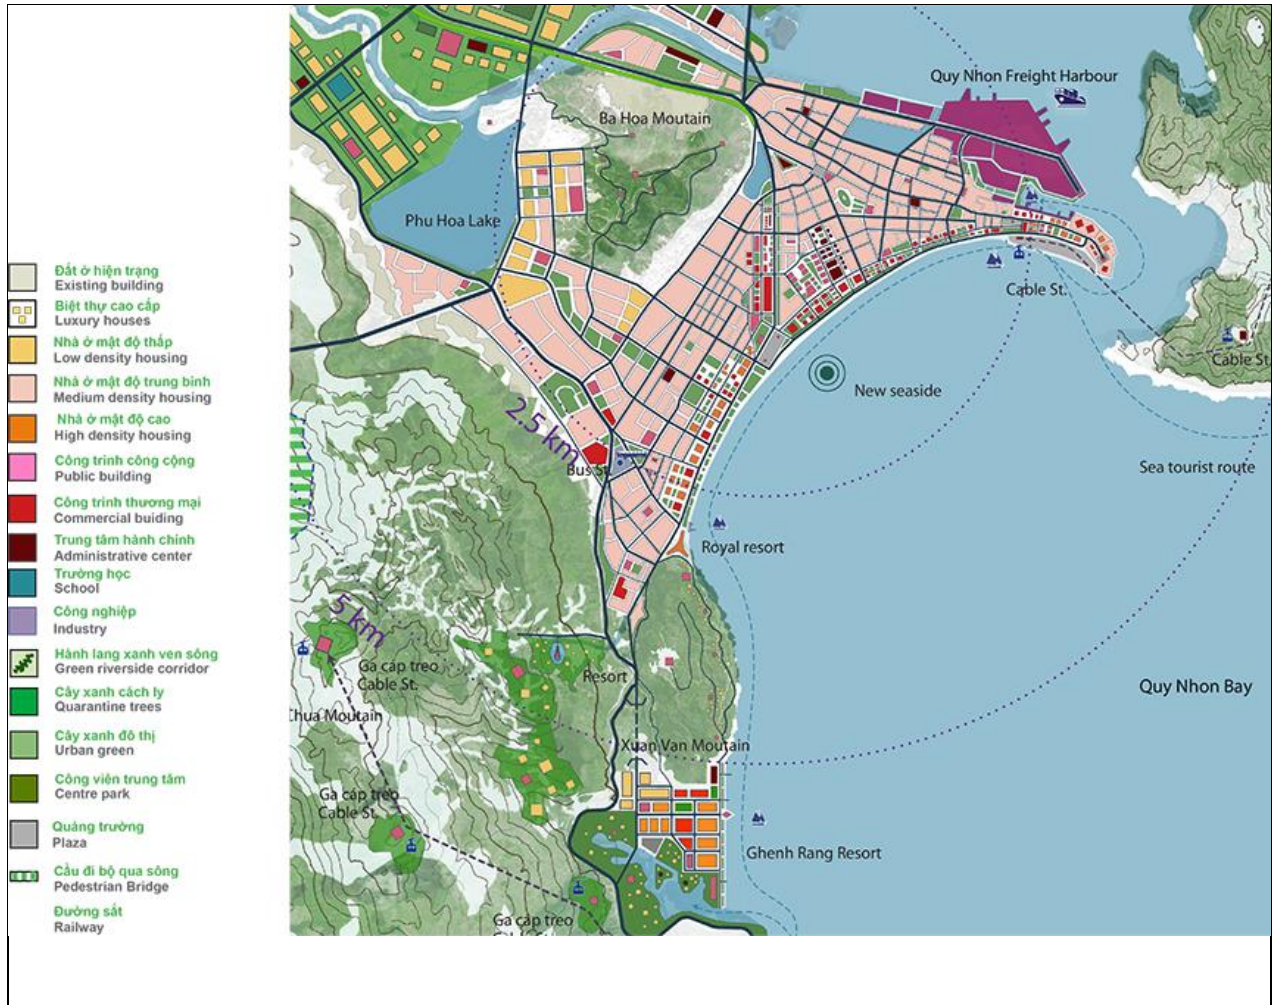 Đất ở hiện trạng
Existing building
Biệt thự cao cấp
Luxury houses
Nhà ở mật độ thấp
Low density housing
Nhà ở mật độ trung bình
Medium density housing
Nhà ở mật độ cao
High density housing
Công trình công cộng
Public building
Công trình thương mại
Commercial buiding
Trung tâm hành chính
Administrative center
Trường học
School
Công nghiệp
Industry
Hành lang xanh ven sông
Green riverside corridor
Cây xanh cách ly
Quarantine trees
Cây xanh đô thị
Urban green
Công viên trung tâm
Centre park
Quảng trường
Plaza
Cầu đi bộ qua sông
Pedestrian Bridge
Đường sắt
Railway
Quy Nhon Freight Harbour
Ba Hoa Moutain
Phu Hoa Lake
Cable St.
Cable St.
New seaside
2.5 km
Bus St.
Sea tourist route
Royal resort
5 km
Ga cáp treo
Cable St.
Resort
Quy Nhon Bay
Chua Moutain
Xuan Van Moutain
Ga cáp treo
Cable St.
Ghenh Rang Resort
Ga cáp treo